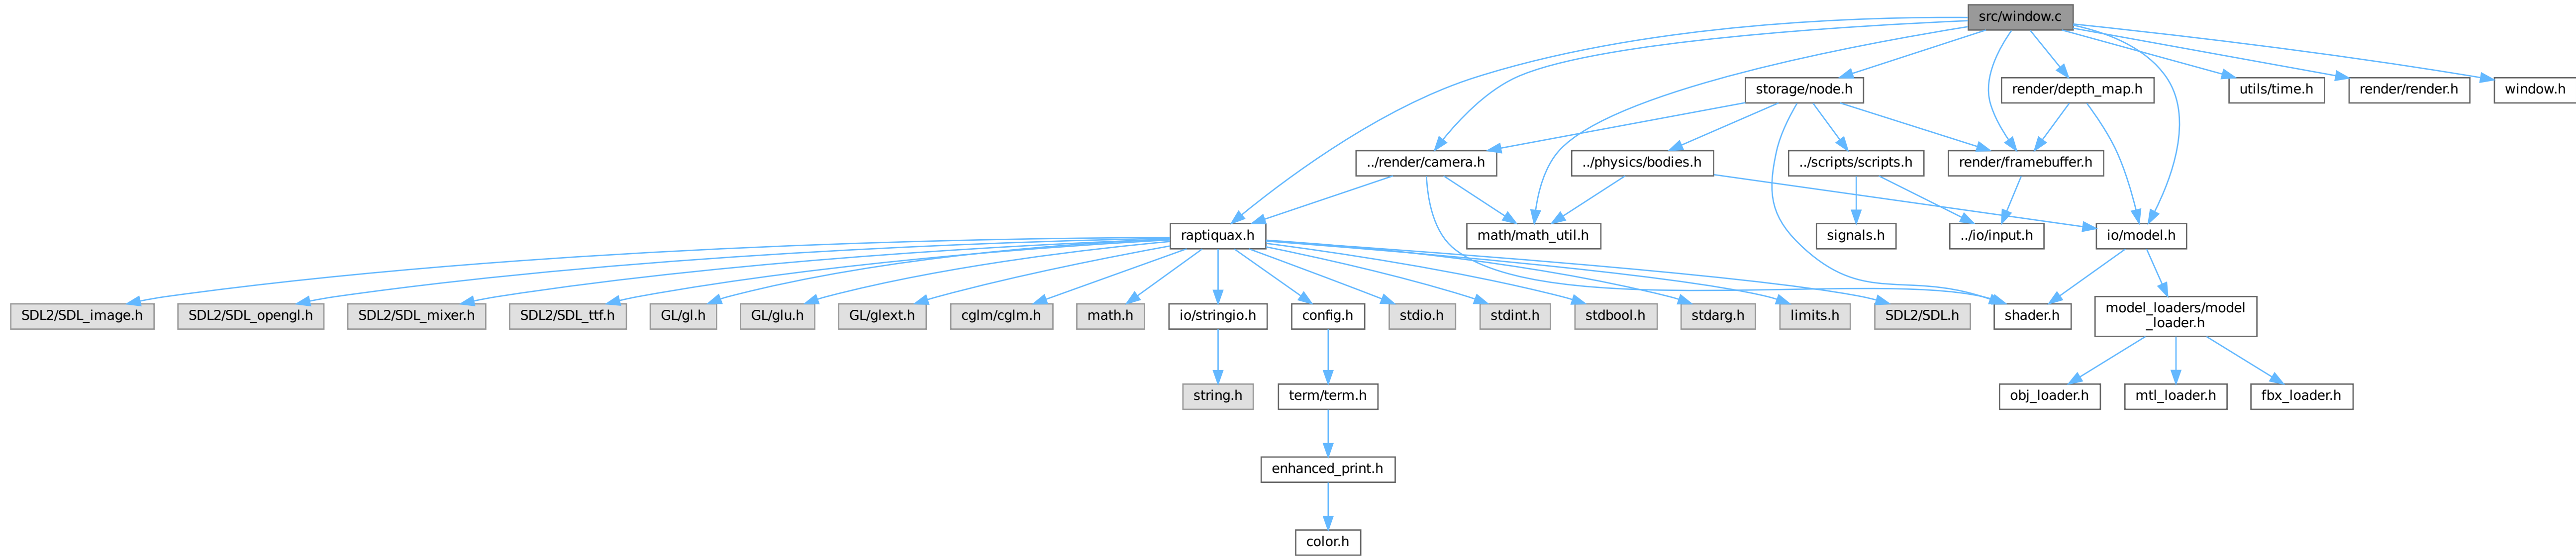 src/window.c
storage/node.h
render/depth_map.h
utils/time.h
render/render.h
window.h
../render/camera.h
../physics/bodies.h
../scripts/scripts.h
render/framebuffer.h
raptiquax.h
math/math_util.h
signals.h
../io/input.h
io/model.h
SDL2/SDL_image.h
SDL2/SDL_opengl.h
SDL2/SDL_mixer.h
SDL2/SDL_ttf.h
GL/gl.h
GL/glu.h
GL/glext.h
cglm/cglm.h
math.h
io/stringio.h
config.h
stdio.h
stdint.h
stdbool.h
stdarg.h
limits.h
SDL2/SDL.h
shader.h
model_loaders/model
_loader.h
string.h
term/term.h
obj_loader.h
mtl_loader.h
fbx_loader.h
enhanced_print.h
color.h